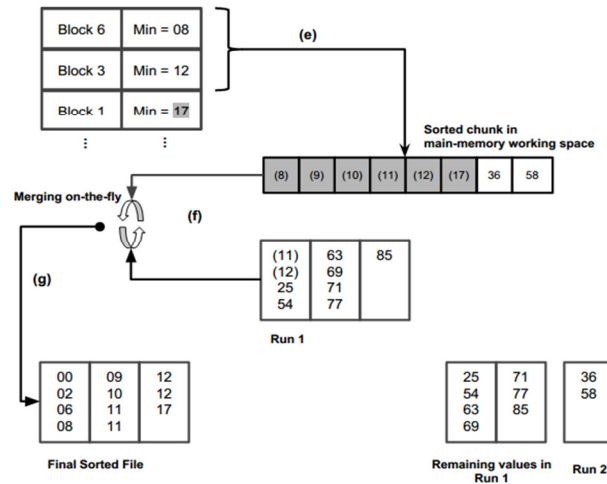 Block 6 Min = 08
(e)
Block 3 Min = 12
Block 1 Min = 17
⋮ ⋮
Sorted chunk in
main-memory working space
(8) (9) (10) (11) (12) (17) 36 58
Merging on-the-fly
(f)
(g)
(11) 63 85
(12) 69
25 71
54 77
Run 1
00 09 12
02 10 12
06 11 17
08 11
Final Sorted File
25 71
54 77
63 85
69
Remaining values in
Run 1
36
58
Run 2